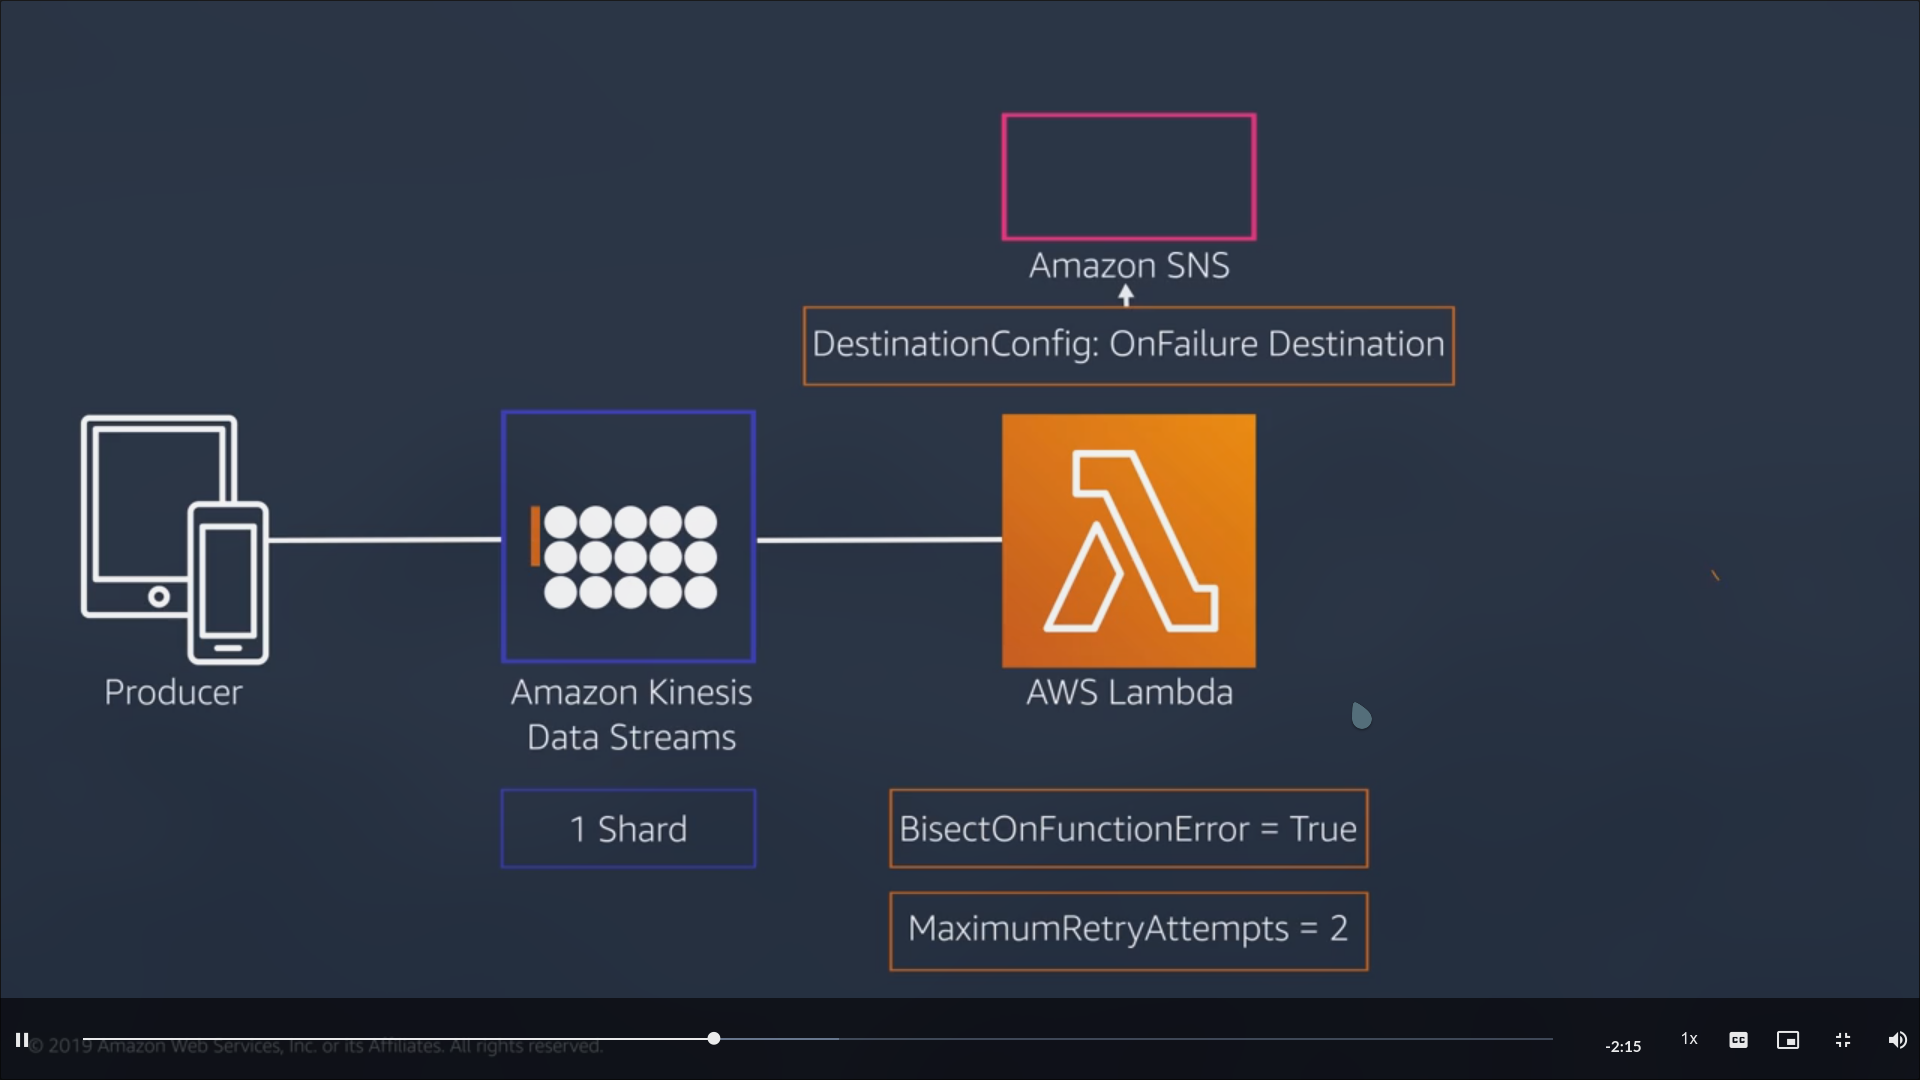 Amazon SNS
DestinationConfig: OnFailure Destination
Producer
Amazon Kinesis
Data Streams
AWS Lambda
1 Shard
BisectOnFunctionError = True
MaximumRetryAttempts = 2
© 2019 Amazon Web Services, Inc. or its Affiliates. All rights reserved.
-2:15
1x
CC